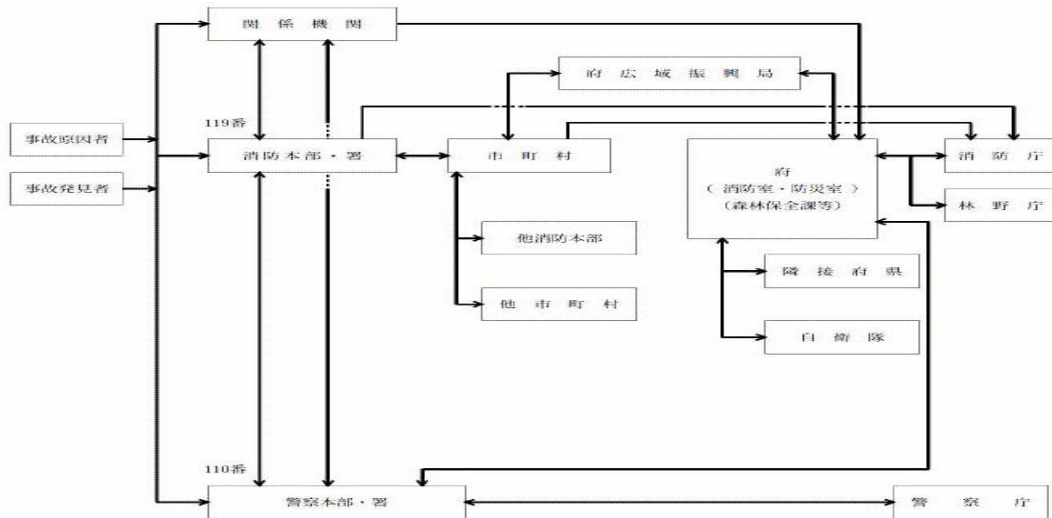 関係機関
府広域振興局
119番
事故原因者
消防本部・署
市町村
府
(消防室・防災室)
(森林保全課等)
消防庁
事故発見者
林野庁
他消防本部
隣接府県
他市町村
自衛隊
110番
警察本部・署
警察庁